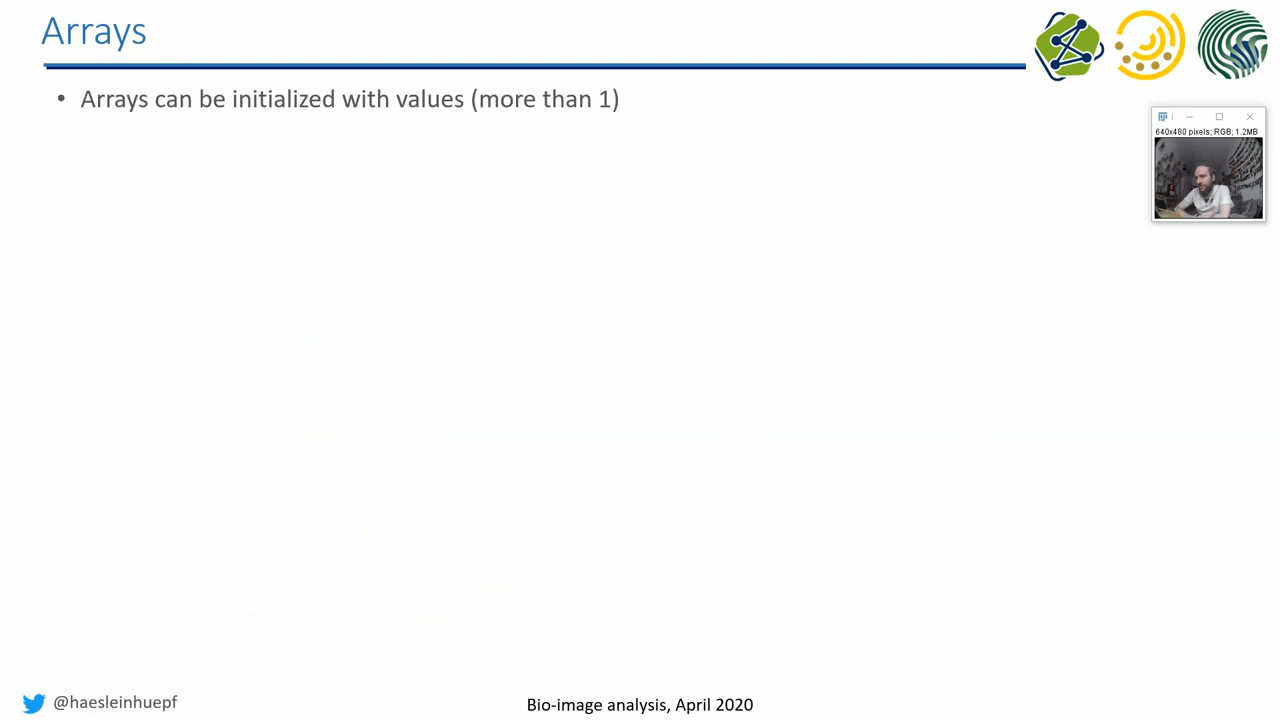 Arrays
• Arrays can be initialized with values (more than 1)
640x480 pixels; RGB; 1.2MB
@haesleinhuepf
Bio-image analysis, April 2020